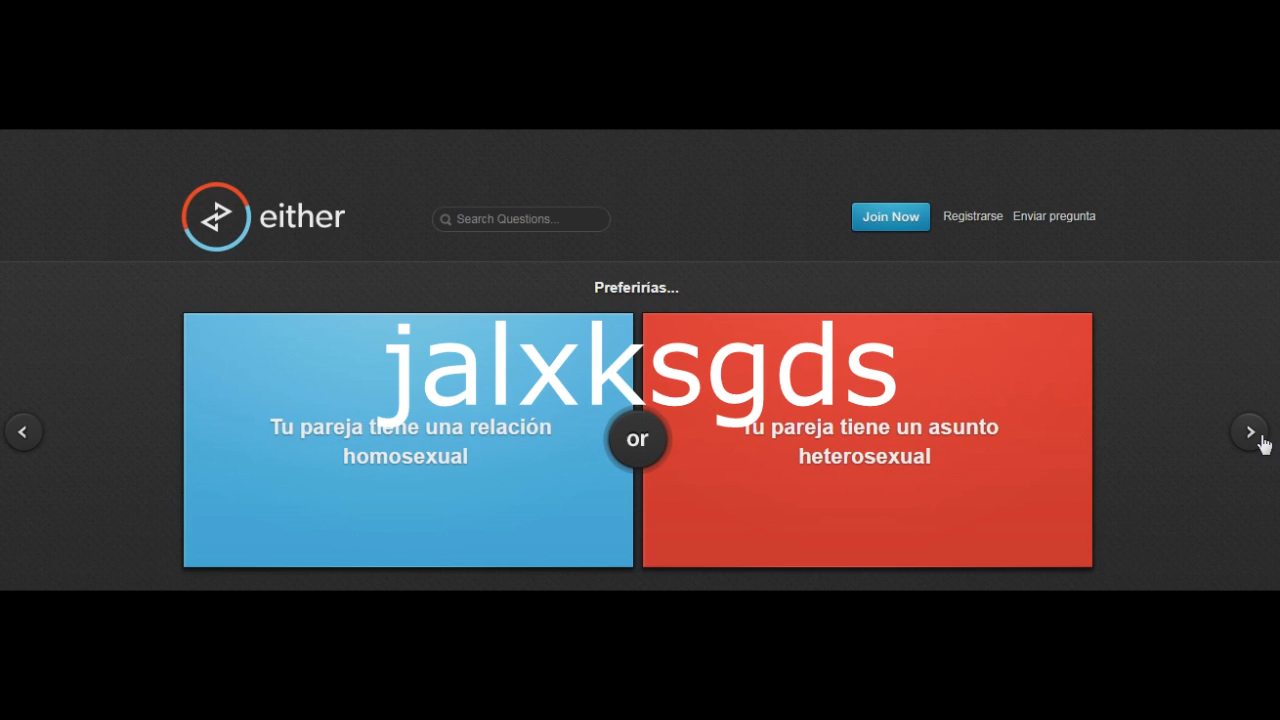 either
Search Questions...
Join Now
Registrarse
Enviar pregunta
Preferirías...
jalxksgds
Tu pareja tiene una relación
homosexual
or
Tu pareja tiene un asunto
heterosexual